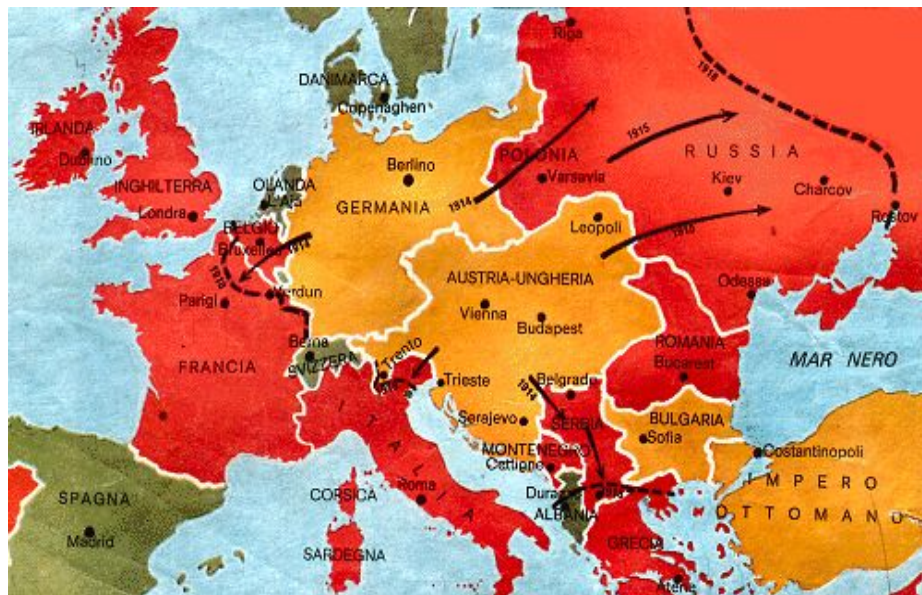 Riga
1918
DANIMARCA
Copenaghen
IRLANDA
Dublino
1915
POLONIA
RUSSIA
Berlino
Varsavia
Kiev
Charcov
INGHILTERRA
OLANDA
L'Aja
GERMANIA
1914
Londra
Rostov
BELGIO
Bruxelles
1914
Leopoli
1918
AUSTRIA-UNGHERIA
Odessa
Parigi
Verdun
Vienna
Budapest
Berna
SVIZZERA
Trento
ROMANIA
MAR NERO
FRANCIA
Bucarest
Trieste
Belgrado
1914
ITALIA
Serajevo
SERBIA
BULGARIA
Sofia
MONTENEGRO
Cettigne
Costantinopoli
SPAGNA
CORSICA
Roma
IMPERO
OTTOMANO
ALBANIA
Madrid
SARDEGNA
GRECIA
Atene